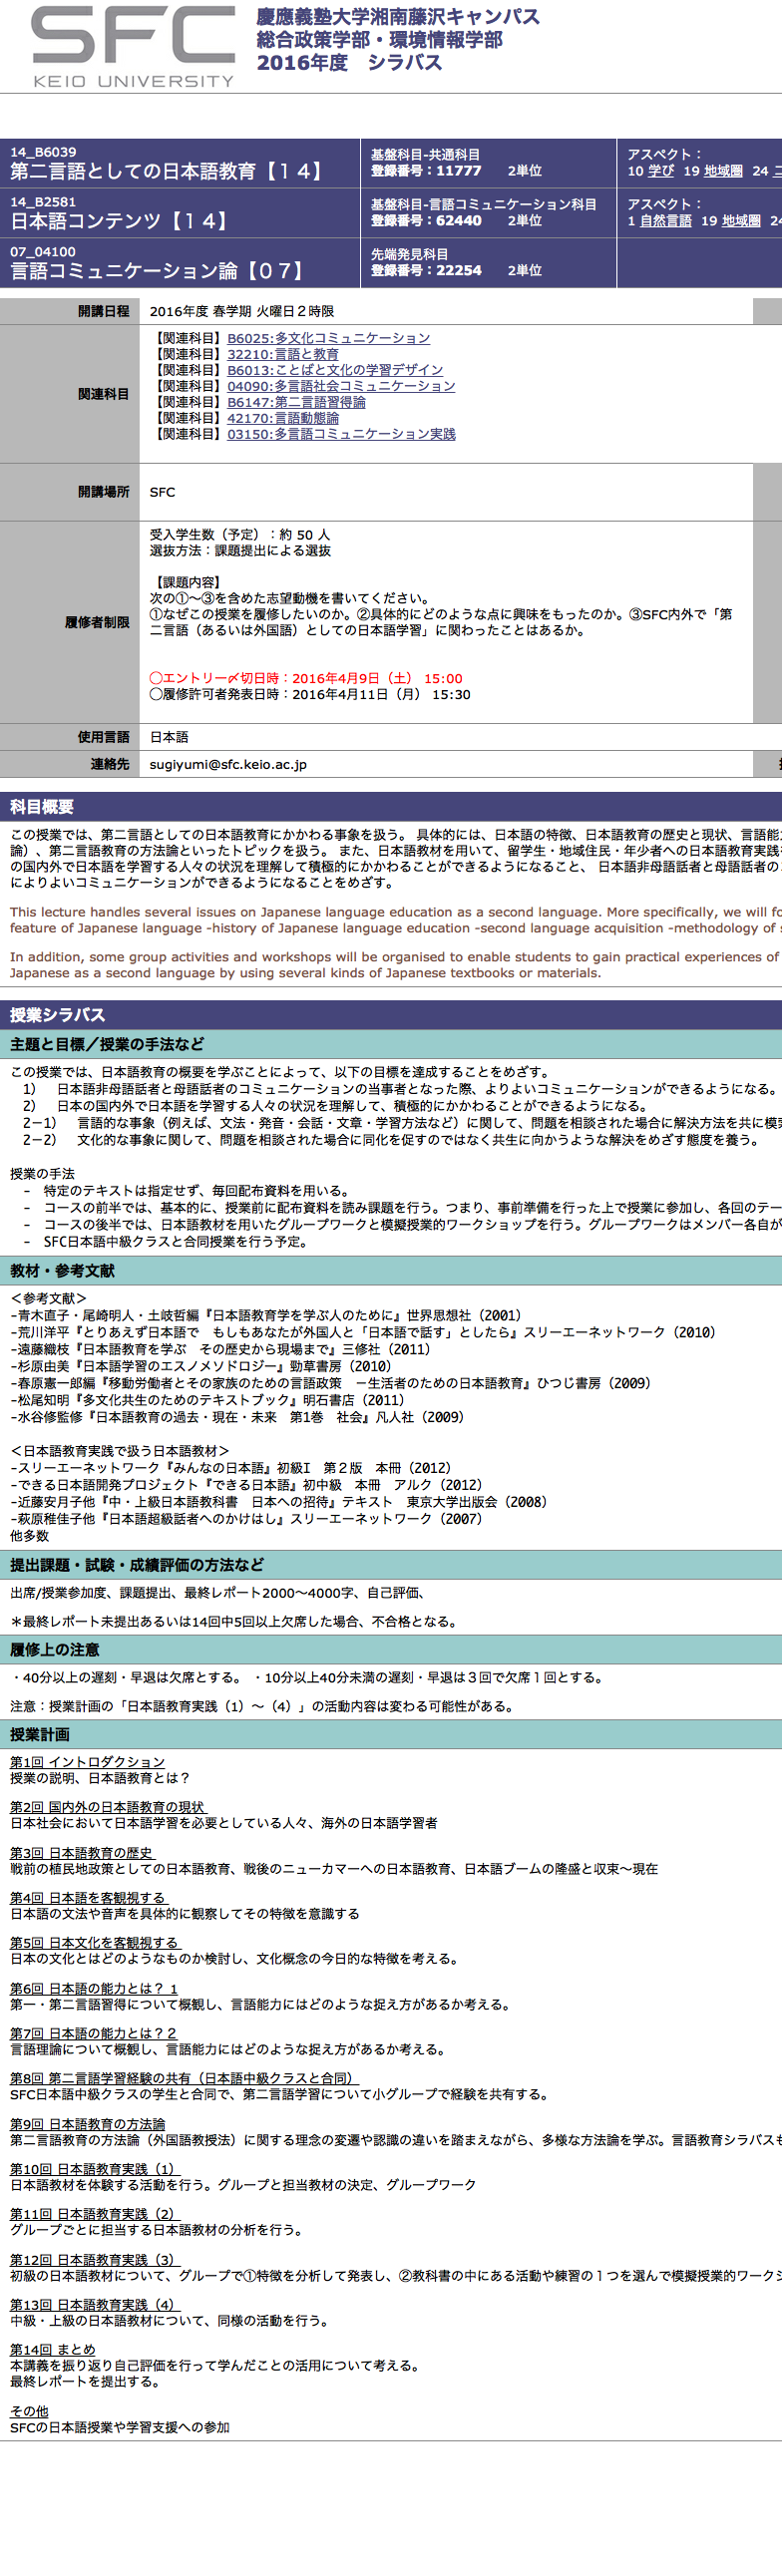 SFC
KEIO UNIVERSITY
慶應義塾大学湘南藤沢キャンパス
総合政策学部・環境情報学部
2016年度　シラバス
14_B6039
第二言語としての日本語教育【１４】
基盤科目-共通科目
登録番号：11777　2単位
アスペクト：
10 学び 19 地域圏 24
14_B2581
日本語コンテンツ【１４】
基盤科目-言語コミュニケーション科目
登録番号：62440　2単位
アスペクト：
1 自然言語 19 地域圏
07_04100
言語コミュニケーション論【０７】
先端発見科目
登録番号：22254　2単位
開講日程 2016年度 春学期 火曜日２時限
関連科目
【関連科目】B6025:多文化コミュニケーション
【関連科目】32210:言語と教育
【関連科目】B6013:ことばと文化の学習デザイン
【関連科目】04090:多言語社会コミュニケーション
【関連科目】B6147:第二言語習得論
【関連科目】42170:言語動態論
【関連科目】03150:多言語コミュニケーション実践
開講場所 SFC
履修者制限
受入学生数（予定）：約 50 人
選抜方法：課題提出による選抜
【課題内容】
次の①～③を含めた志望動機を書いてください。
①なぜこの授業を履修したいのか。②具体的にどのような点に興味をもったのか。③SFC内外で「第
二言語（あるいは外国語）としての日本語学習」に関わったことはあるか。
◯エントリー〆切日時：2016年4月9日（土） 15:00
◯履修許可者発表日時：2016年4月11日（月） 15:30
使用言語 日本語
連絡先 sugiyumi@sfc.keio.ac.jp
科目概要
この授業では、第二言語としての日本語教育にかかわる事象を扱う。 具体的には、日本語の特徴、日本語教育の歴史と現状、言語能
論）、第二言語教育の方法論といったトピックを扱う。 また、日本語教材を用いて、留学生・地域住民・年少者への日本語教育実践
の国内外で日本語を学習する人々の状況を理解して積極的にかかわることができるようになること、 日本語非母語話者と母語話者の
によりよいコミュニケーションができるようになることをめざす。
This lecture handles several issues on Japanese language education as a second language. More specifically, we will
feature of Japanese language -history of Japanese language education -second language acquisition -methodology of
In addition, some group activities and workshops will be organised to enable students to gain practical experiences of
Japanese as a second language by using several kinds of Japanese textbooks or materials.
授業シラバス
主題と目標／授業の手法など
この授業では、日本語教育の概要を学ぶことによって、以下の目標を達成することをめざす。
1）　日本語非母語話者と母語話者のコミュニケーションの当事者となった際、よりよいコミュニケーションができるようになる。
2）　日本の国内外で日本語を学習する人々の状況を理解して、積極的にかかわることができるようになる。
2－1）　言語的な事象（例えば、文法・発音・会話・文章・学習方法など）に関して、問題を相談された場合に解決方法を共に模
2－2）　文化的な事象に関して、問題を相談された場合に同化を促すのではなく共生に向かうような解決をめざす態度を養う。
授業の手法
-　特定のテキストは指定せず、毎回配布資料を用いる。
-　コースの前半では、基本的に、授業前に配布資料を読み課題を行う。つまり、事前準備を行った上で授業に参加し、各回のテー
-　コースの後半では、日本語教材を用いたグループワークと模擬授業的ワークショップを行う。グループワークはメンバー各自が
-　SFC日本語中級クラスと合同授業を行う予定。
教材・参考文献
＜参考文献＞
-青木直子・尾崎明人・土岐哲編『日本語教育学を学ぶ人のために』世界思想社（2001）
-荒川洋平『とりあえず日本語で　もしもあなたが外国人と「日本語で話す」としたら』スリーエーネットワーク（2010）
-遠藤織枝『日本語教育を学ぶ　その歴史から現場まで』三修社（2011）
-杉原由美『日本語学習のエスノメソドロジー』勁草書房（2010）
-春原憲一郎編『移動労働者とその家族のための言語政策　－生活者のための日本語教育』ひつじ書房（2009）
-松尾知明『多文化共生のためのテキストブック』明石書店（2011）
-水谷修監修『日本語教育の過去・現在・未来　第1巻　社会』凡人社（2009）
＜日本語教育実践で扱う日本語教材＞
-スリーエーネットワーク『みんなの日本語』初級I　第２版　本冊（2012）
-できる日本語開発プロジェクト『できる日本語』初中級　本冊　アルク（2012）
-近藤安月子他『中・上級日本語教科書　日本への招待』テキスト　東京大学出版会（2008）
-萩原稚佳子他『日本語超級話者へのかけはし』スリーエーネットワーク（2007）
他多数
提出課題・試験・成績評価の方法など
出席/授業参加度、課題提出、最終レポート2000～4000字、自己評価、
＊最終レポート未提出あるいは14回中5回以上欠席した場合、不合格となる。
履修上の注意
・40分以上の遅刻・早退は欠席とする。 ・10分以上40分未満の遅刻・早退は３回で欠席１回とする。
注意：授業計画の「日本語教育実践（1）～（4）」の活動内容は変わる可能性がある。
授業計画
第1回 イントロダクション
授業の説明、日本語教育とは？
第2回 国内外の日本語教育の現状
日本社会において日本語学習を必要としている人々、海外の日本語学習者
第3回 日本語教育の歴史
戦前の植民地政策としての日本語教育、戦後のニューカマーへの日本語教育、日本語ブームの隆盛と収束～現在
第4回 日本語を客観視する
日本語の文法や音声を具体的に観察してその特徴を意識する
第5回 日本文化を客観視する
日本の文化とはどのようなものか検討し、文化概念の今日的な特徴を考える。
第6回 日本語の能力とは？ 1
第一・第二言語習得について概観し、言語能力にはどのような捉え方があるか考える。
第7回 日本語の能力とは？２
言語理論について概観し、言語能力にはどのような捉え方があるか考える。
第8回 第二言語学習経験の共有（日本語中級クラスと合同）
SFC日本語中級クラスの学生と合同で、第二言語学習について小グループで経験を共有する。
第9回 日本語教育の方法論
第二言語教育の方法論（外国語教授法）に関する理念の変遷や認識の違いを踏まえながら、多様な方法論を学ぶ。言語教育シラバスも
第10回 日本語教育実践（1）
日本語教材を体験する活動を行う。グループと担当教材の決定、グループワーク
第11回 日本語教育実践（2）
グループごとに担当する日本語教材の分析を行う。
第12回 日本語教育実践（3）
初級の日本語教材について、グループで①特徴を分析して発表し、②教科書の中にある活動や練習の１つを選んで模擬授業的ワークシ
第13回 日本語教育実践（4）
中級・上級の日本語教材について、同様の活動を行う。
第14回 まとめ
本講義を振り返り自己評価を行って学んだことの活用について考える。
最終レポートを提出する。
その他
SFCの日本語授業や学習支援への参加